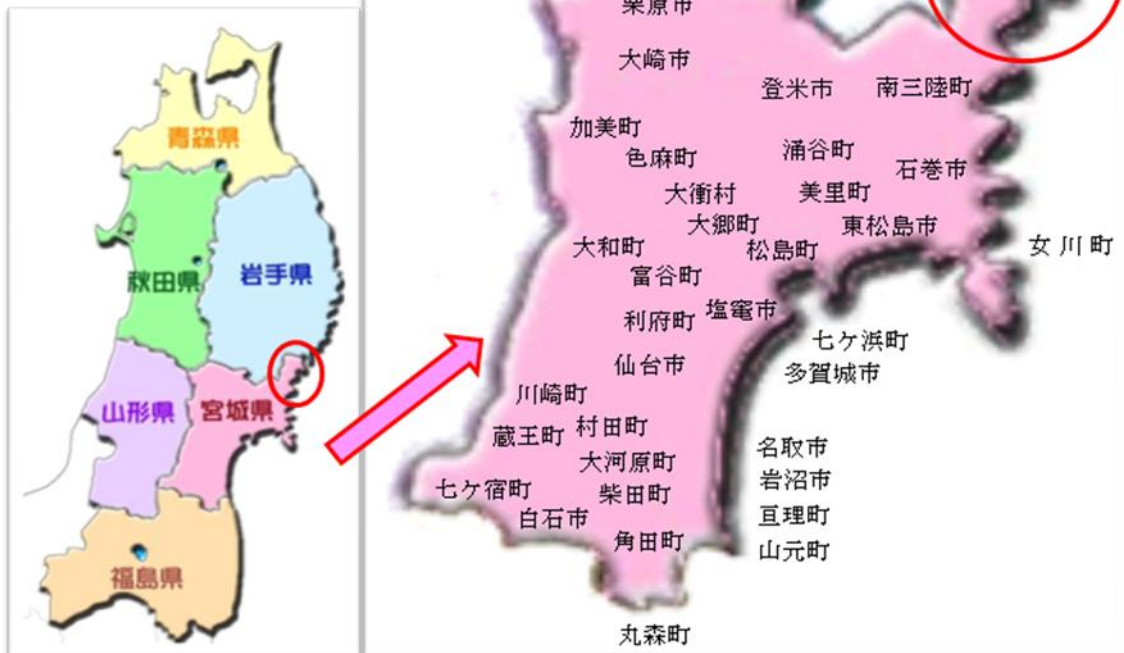 青森県
秋田県
岩手県
山形県
宮城県
福島県
栗原市
大崎市
登米市
南三陸町
加美町
色麻町
涌谷町
石巻市
大衡村
美里町
大郷町
東松島市
大和町
松島町
女川町
富谷町
利府町
塩竈市
七ケ浜町
仙台市
多賀城市
川崎町
蔵王町
村田町
名取市
大河原町
岩沼市
七ケ宿町
柴田町
亘理町
白石市
角田町
山元町
丸森町